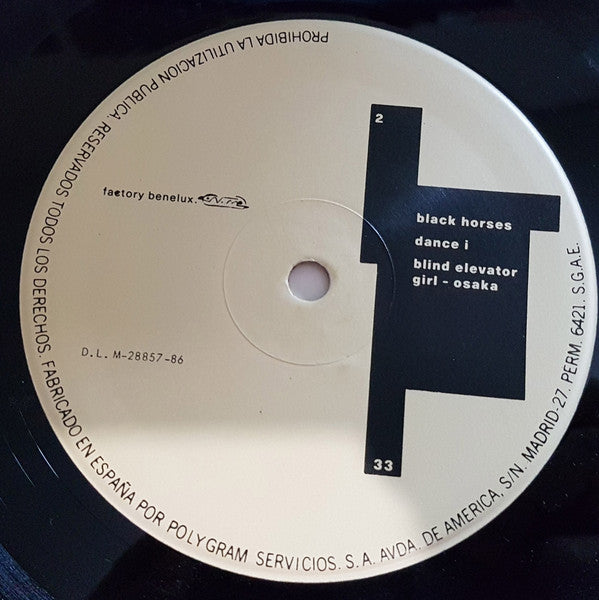 PROHIBIDA LA UTILIZACION PUBLICA. RESERVADOS TODOS LOS DERECHOS. FABRICADO EN ESPAÑA POR POLYGRAM SERVICIOS. S.A. AVDA. DE AMERICA, S/N. MADRID-27. PERM. 6421. S.G.A.E.
2
factory benelux.
black horses
dance i
blind elevator
girl - osaka
D.L. M-28857-86
33